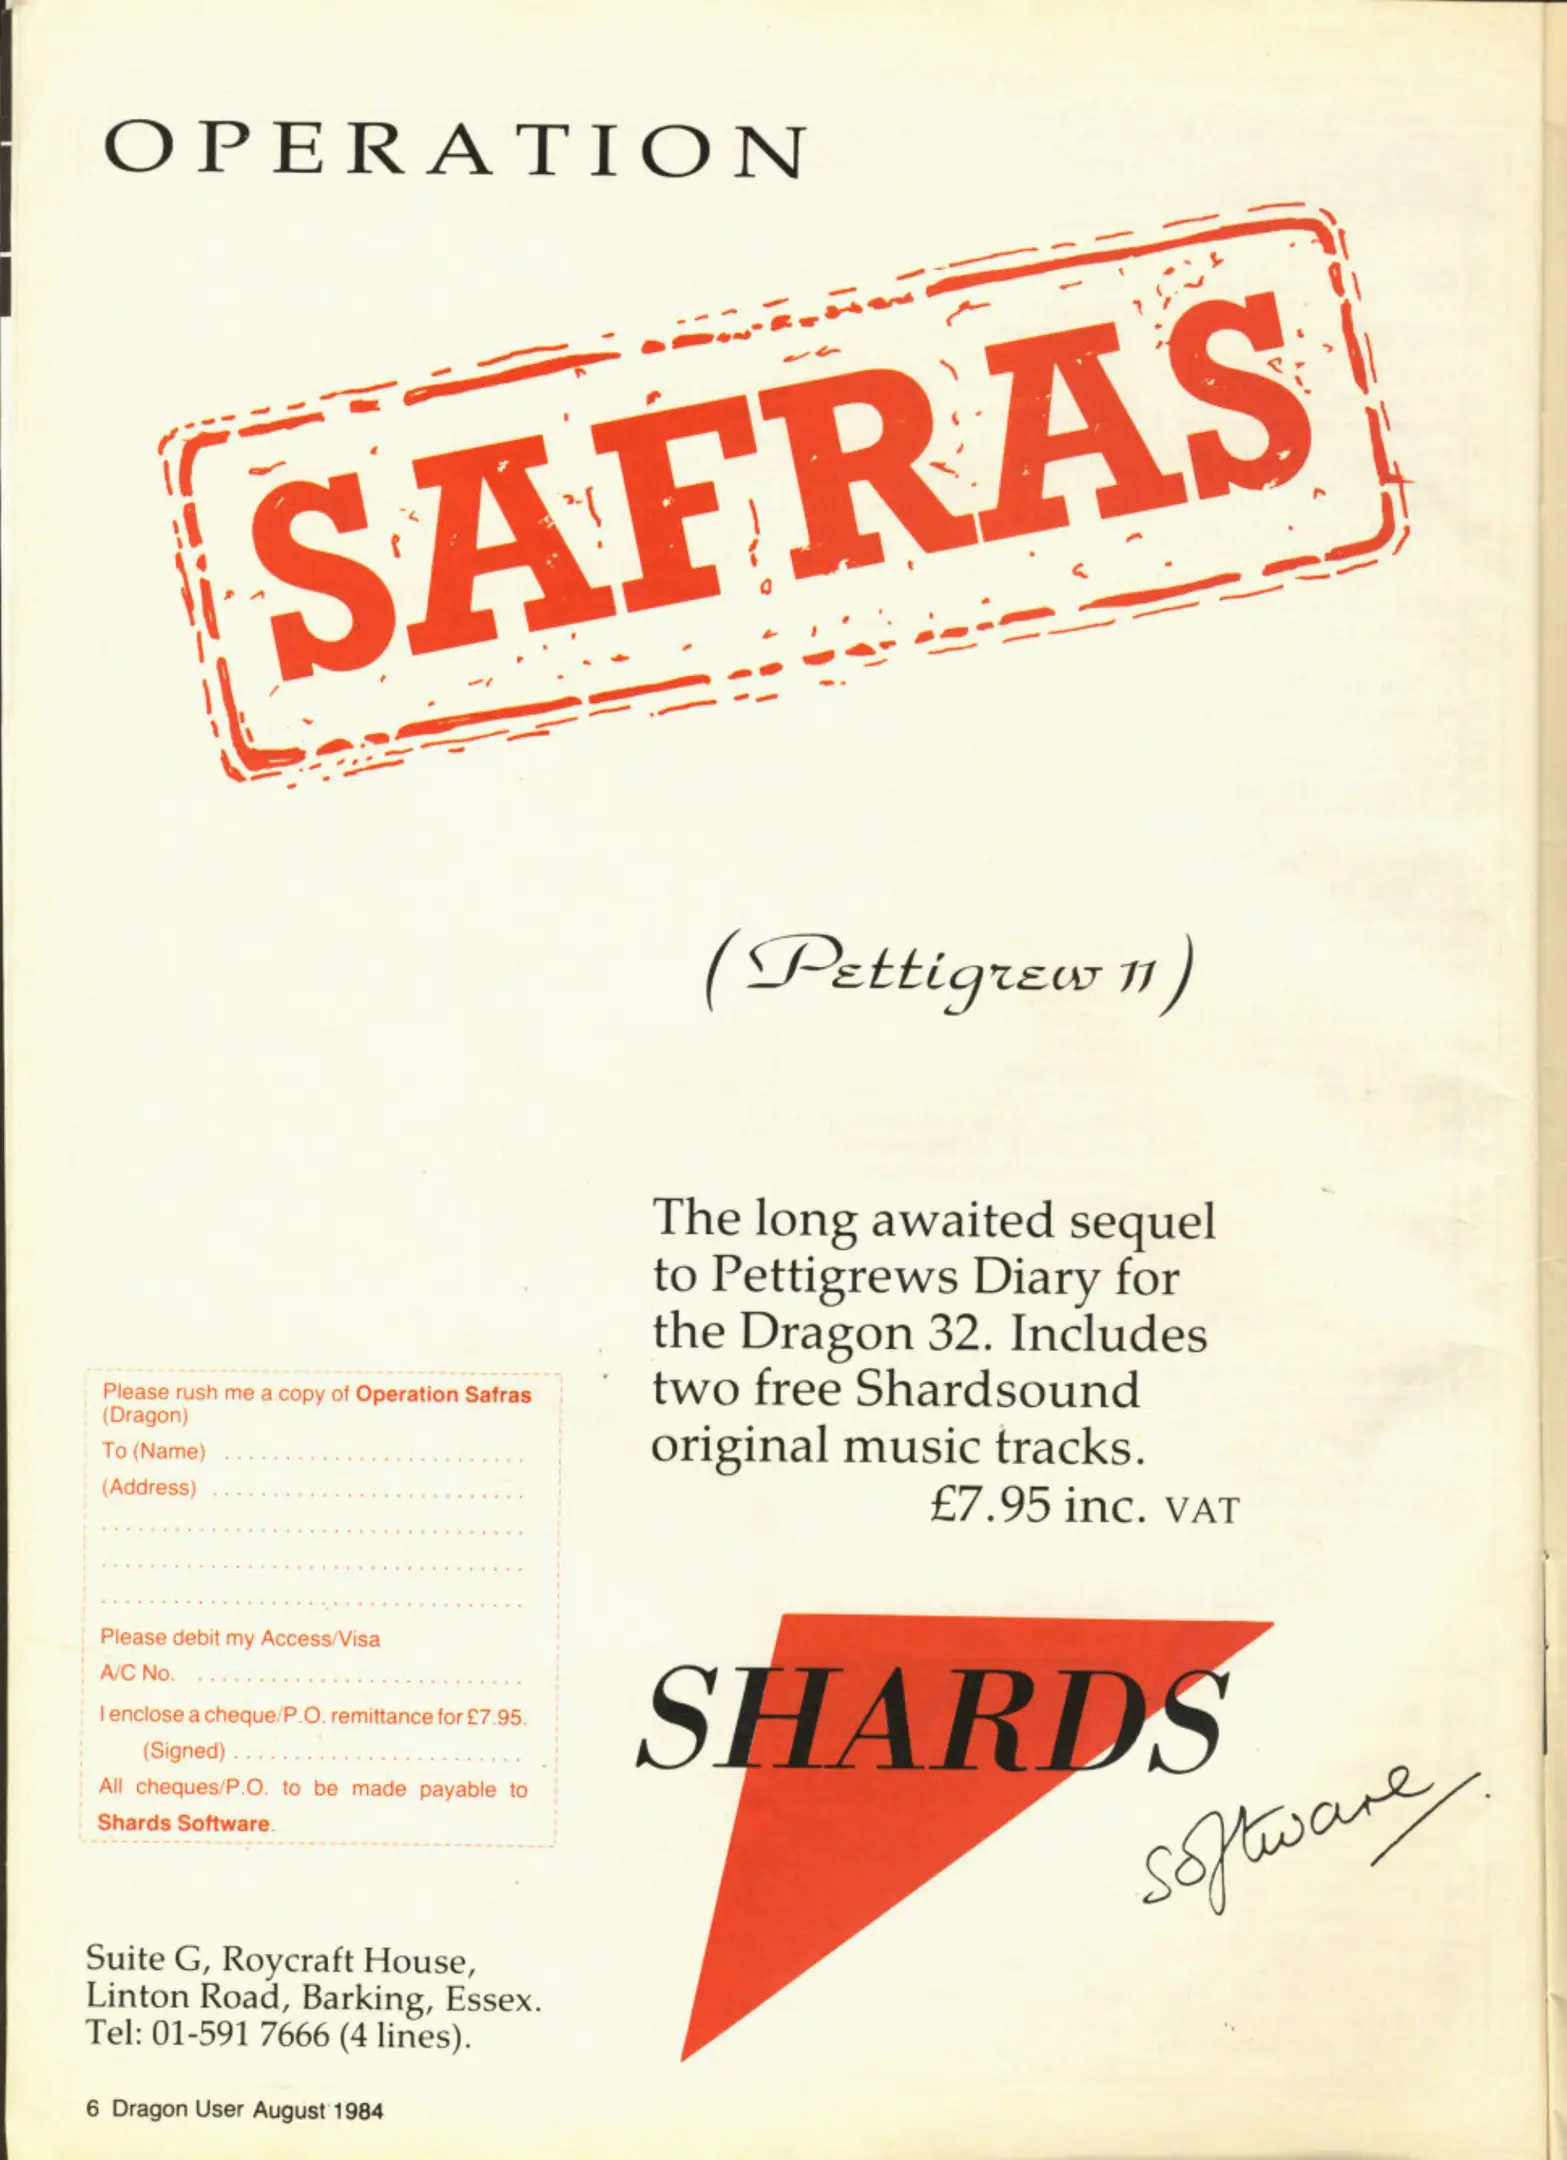 OPERATION
SAFRAS
(Pettigrew 11)
The long awaited sequel
to Pettigrews Diary for
the Dragon 32. Includes
two free Shardsound
original music tracks.
£7.95 inc. VAT
Please rush me a copy of Operation Safras
(Dragon)
To (Name) ..........................
(Address) ...........................
...................................
...................................
...................................
Please debit my Access/Visa
A/C No. ............................
I enclose a cheque/P.O. remittance for £7.95.
(Signed) ........................
All cheques/P.O. to be made payable to
Shards Software.
SHARDS
software.
Suite G, Roycraft House,
Linton Road, Barking, Essex.
Tel: 01-591 7666 (4 lines).
6 Dragon User August 1984